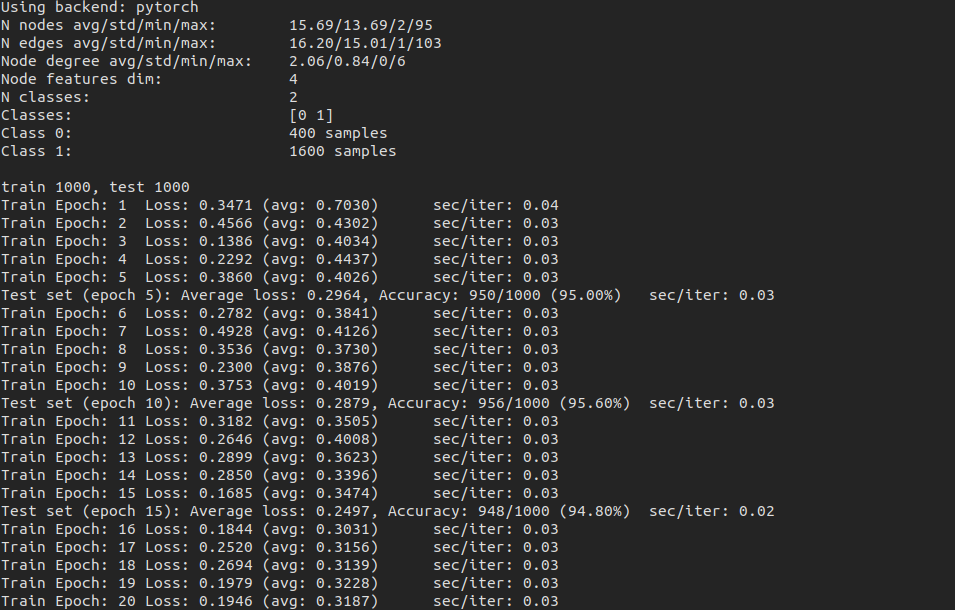 Using backend: pytorch
N nodes avg/std/min/max:        15.69/13.69/2/95
N edges avg/std/min/max:        16.20/15.01/1/103
Node degree avg/std/min/max:    2.06/0.84/0/6
Node features dim:              4
N classes:                      2
Classes:                        [0 1]
Class 0:                        400 samples
Class 1:                        1600 samples

train 1000, test 1000
Train Epoch: 1  Loss: 0.3471 (avg: 0.7030)      sec/iter: 0.04
Train Epoch: 2  Loss: 0.4566 (avg: 0.4302)      sec/iter: 0.03
Train Epoch: 3  Loss: 0.1386 (avg: 0.4034)      sec/iter: 0.03
Train Epoch: 4  Loss: 0.2292 (avg: 0.4437)      sec/iter: 0.03
Train Epoch: 5  Loss: 0.3860 (avg: 0.4026)      sec/iter: 0.03
Test set (epoch 5): Average loss: 0.2964, Accuracy: 950/1000 (95.00%)   sec/iter: 0.03
Train Epoch: 6  Loss: 0.2782 (avg: 0.3841)      sec/iter: 0.03
Train Epoch: 7  Loss: 0.4928 (avg: 0.4126)      sec/iter: 0.03
Train Epoch: 8  Loss: 0.3536 (avg: 0.3730)      sec/iter: 0.03
Train Epoch: 9  Loss: 0.2300 (avg: 0.3876)      sec/iter: 0.03
Train Epoch: 10 Loss: 0.3753 (avg: 0.4019)      sec/iter: 0.03
Test set (epoch 10): Average loss: 0.2879, Accuracy: 956/1000 (95.60%)  sec/iter: 0.03
Train Epoch: 11 Loss: 0.3182 (avg: 0.3505)      sec/iter: 0.03
Train Epoch: 12 Loss: 0.2646 (avg: 0.4008)      sec/iter: 0.03
Train Epoch: 13 Loss: 0.2899 (avg: 0.3623)      sec/iter: 0.03
Train Epoch: 14 Loss: 0.2850 (avg: 0.3396)      sec/iter: 0.03
Train Epoch: 15 Loss: 0.1685 (avg: 0.3474)      sec/iter: 0.03
Test set (epoch 15): Average loss: 0.2497, Accuracy: 948/1000 (94.80%)  sec/iter: 0.02
Train Epoch: 16 Loss: 0.1844 (avg: 0.3031)      sec/iter: 0.03
Train Epoch: 17 Loss: 0.2520 (avg: 0.3156)      sec/iter: 0.03
Train Epoch: 18 Loss: 0.2694 (avg: 0.3139)      sec/iter: 0.03
Train Epoch: 19 Loss: 0.1979 (avg: 0.3228)      sec/iter: 0.03
Train Epoch: 20 Loss: 0.1946 (avg: 0.3187)      sec/iter: 0.03